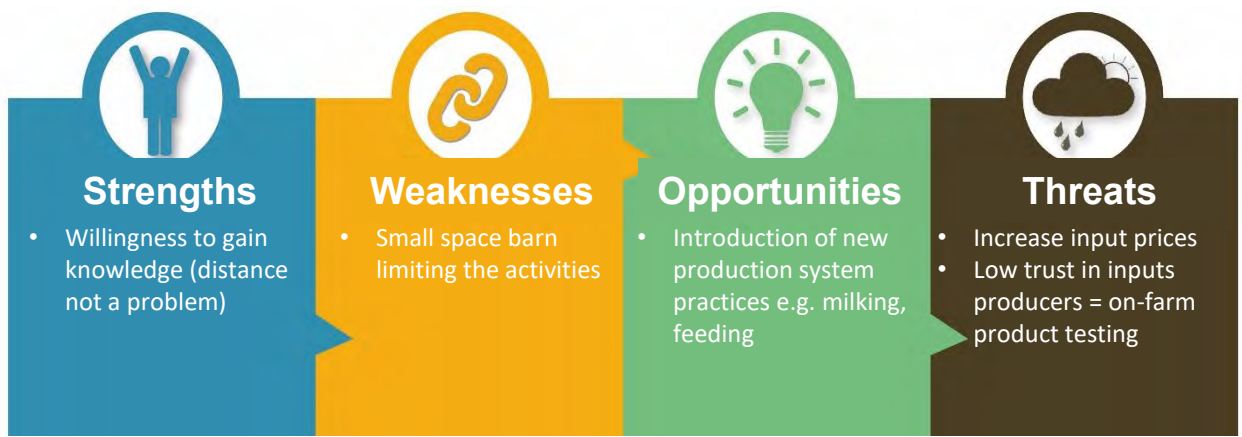 Strengths
• Willingness to gain
knowledge (distance
not a problem)
Weaknesses
• Small space barn
limiting the activities
Opportunities
• Introduction of new
production system
practices e.g. milking,
feeding
Threats
• Increase input prices
• Low trust in inputs
producers = on-farm
product testing